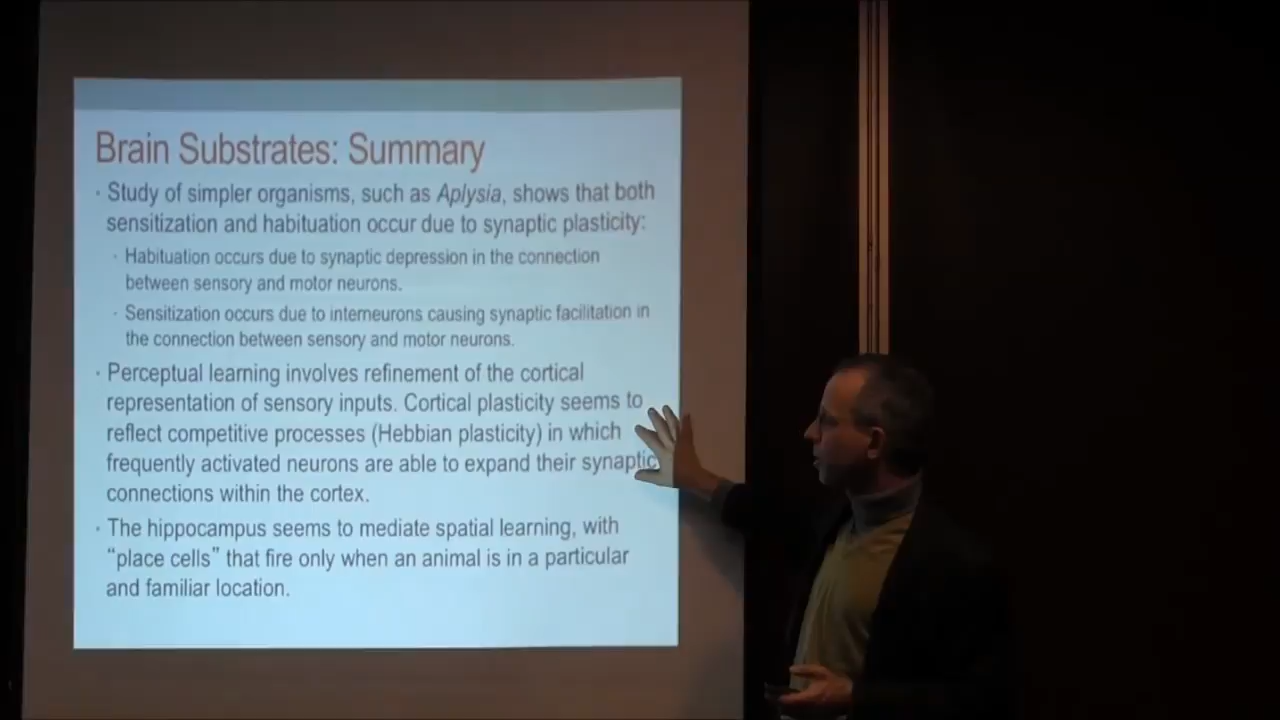 Brain Substrates: Summary
· Study of simpler organisms, such as Aplysia, shows that both
sensitization and habituation occur due to synaptic plasticity:
· Habituation occurs due to synaptic depression in the connection
between sensory and motor neurons.
· Sensitization occurs due to interneurons causing synaptic facilitation in
the connection between sensory and motor neurons.
· Perceptual learning involves refinement of the cortical
representation of sensory inputs. Cortical plasticity seems to
reflect competitive processes (Hebbian plasticity) in which
frequently activated neurons are able to expand their synaptic
connections within the cortex.
· The hippocampus seems to mediate spatial learning, with
“place cells” that fire only when an animal is in a particular
and familiar location.